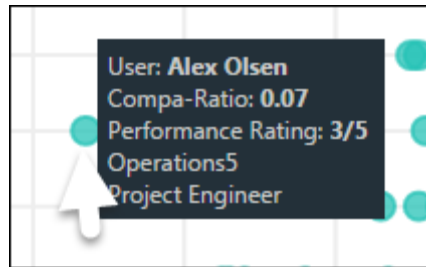 User: Alex Olsen
Compa-Ratio: 0.07
Performance Rating: 3/5
Operations5
Project Engineer